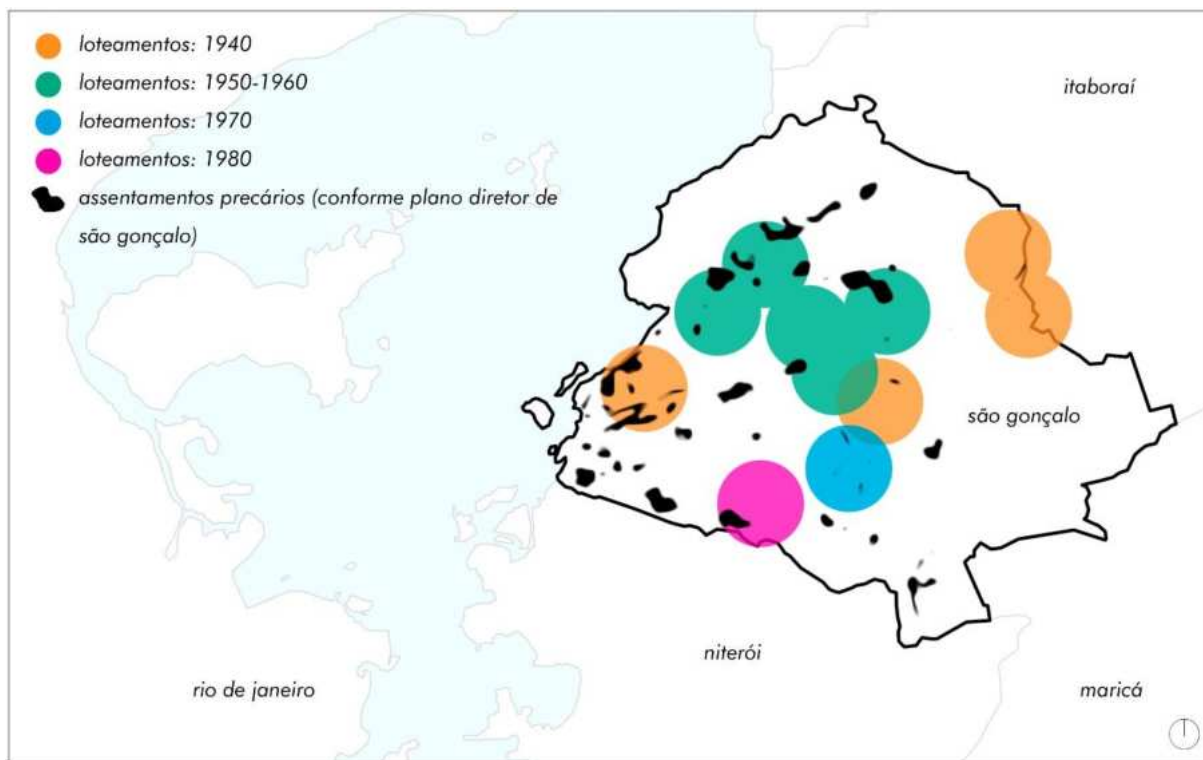 loteamentos: 1940
loteamentos: 1950-1960
loteamentos: 1970
loteamentos: 1980
assentamentos precários (conforme plano diretor de
são gonçalo)
itaboraí
são gonçalo
niterói
rio de janeiro
maricá